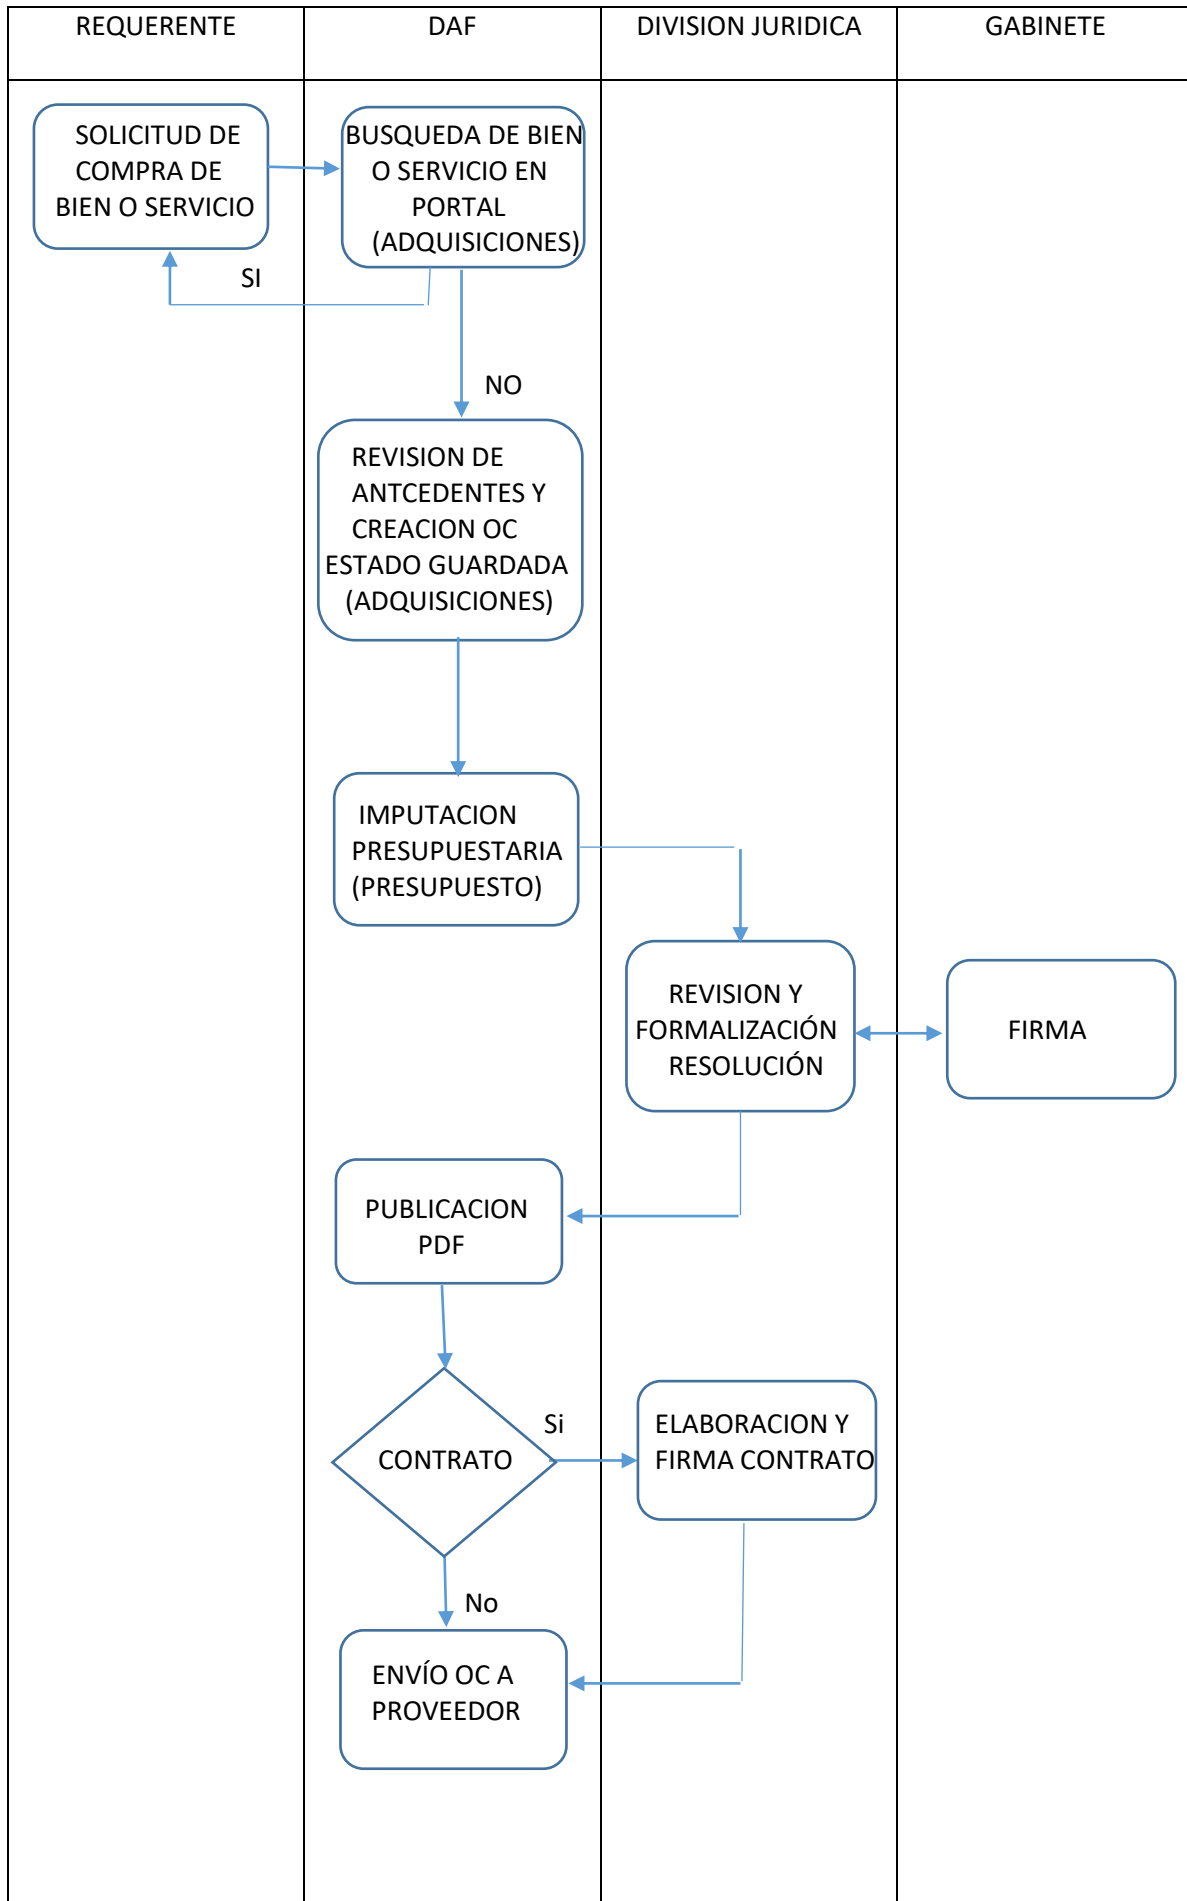 REQUERENTE
DAF
DIVISION JURIDICA
GABINETE
SOLICITUD DE
COMPRA DE
BIEN O SERVICIO
BUSQUEDA DE BIEN
O SERVICIO EN
PORTAL
(ADQUISICIONES)
SI
NO
REVISION DE
ANTCEDENTES Y
CREACION OC
ESTADO GUARDADA
(ADQUISICIONES)
IMPUTACION
PRESUPUESTARIA
(PRESUPUESTO)
REVISION Y
FORMALIZACIÓN
RESOLUCIÓN
FIRMA
PUBLICACION
PDF
CONTRATO
Si
ELABORACION Y
FIRMA CONTRATO
No
ENVÍO OC A
PROVEEDOR